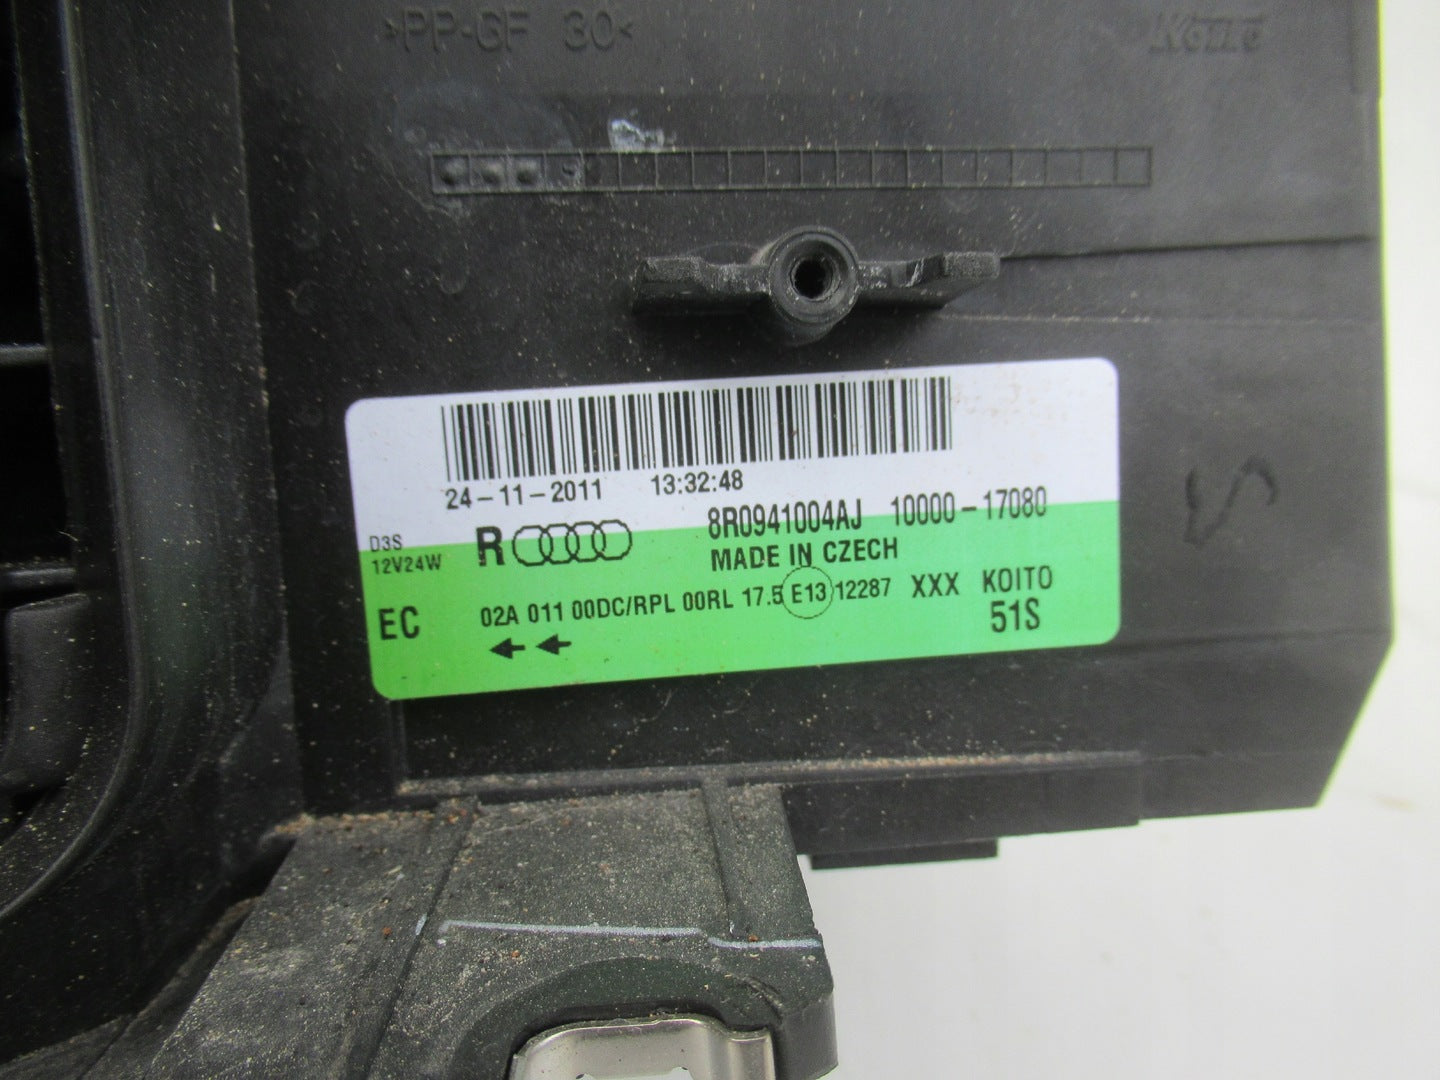 >PP-GF 30<
Koito
24-11-2011 13:32:48
8R0941004AJ 10000-17080
D3S
12V24W
R
MADE IN CZECH
EC
02A 011 00DC/RPL 00RL 17.5 E13 12287 XXX KOITO
51S
S